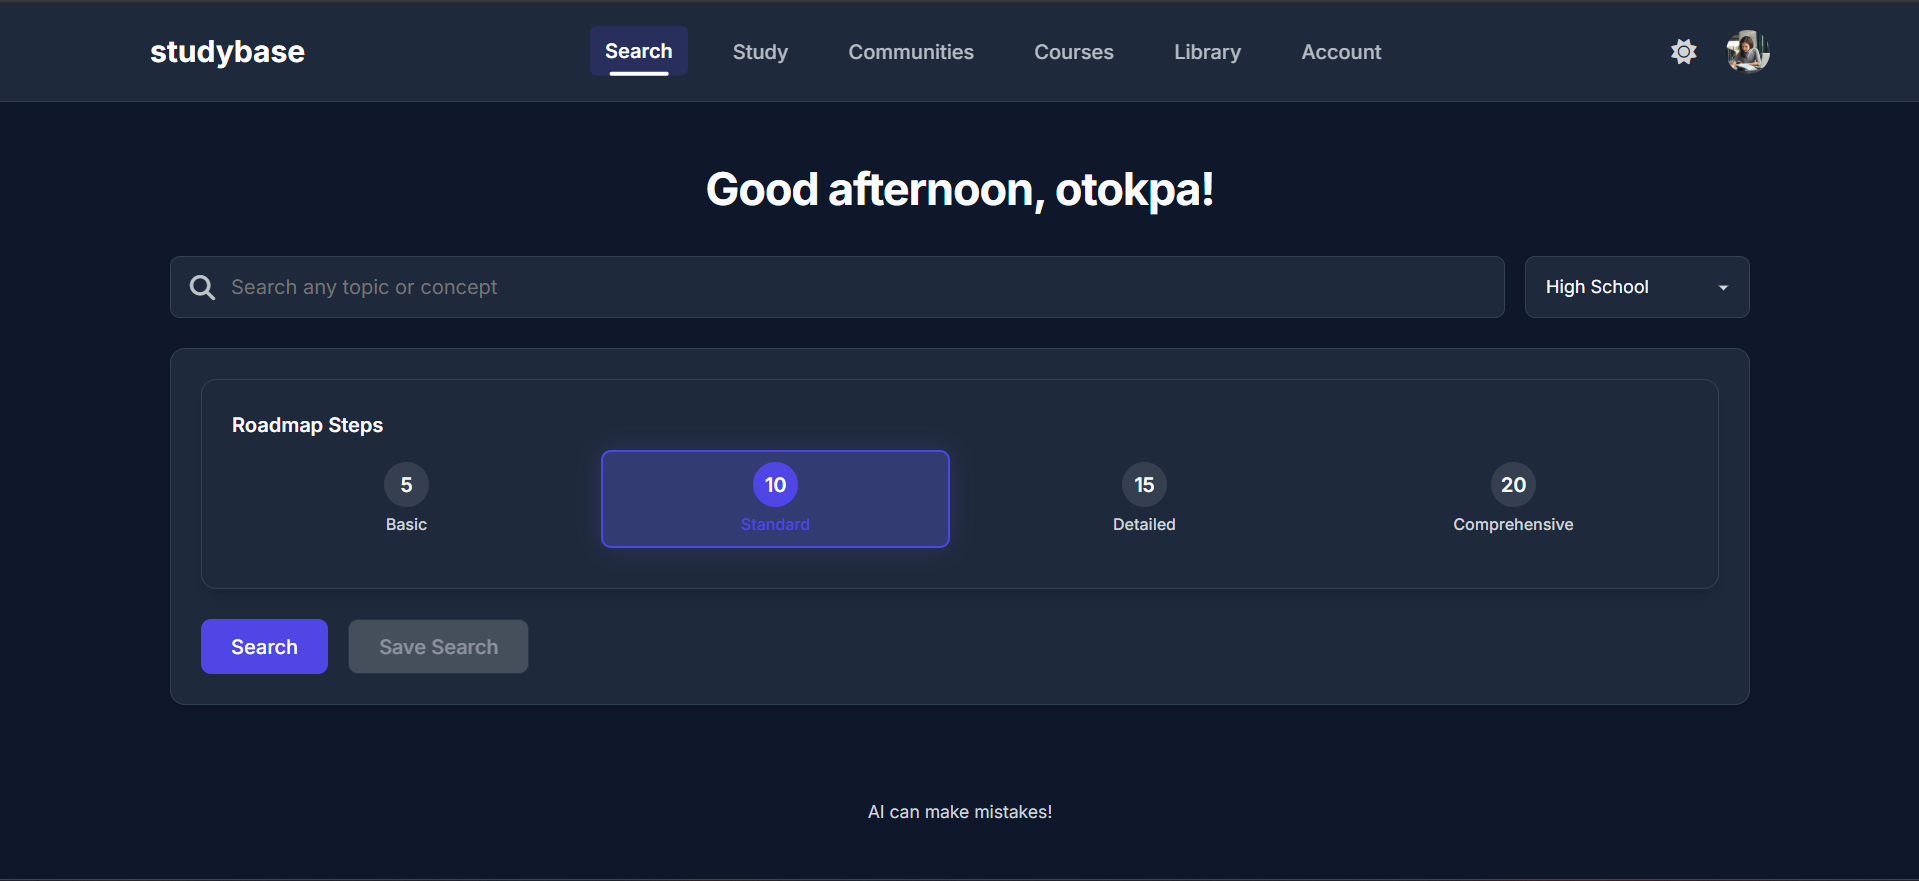 studybase
Search
Study
Communities
Courses
Library
Account
Good afternoon, otokpa!
Search any topic or concept
High School
Roadmap Steps
5
Basic
10
Standard
15
Detailed
20
Comprehensive
Search
Save Search
AI can make mistakes!